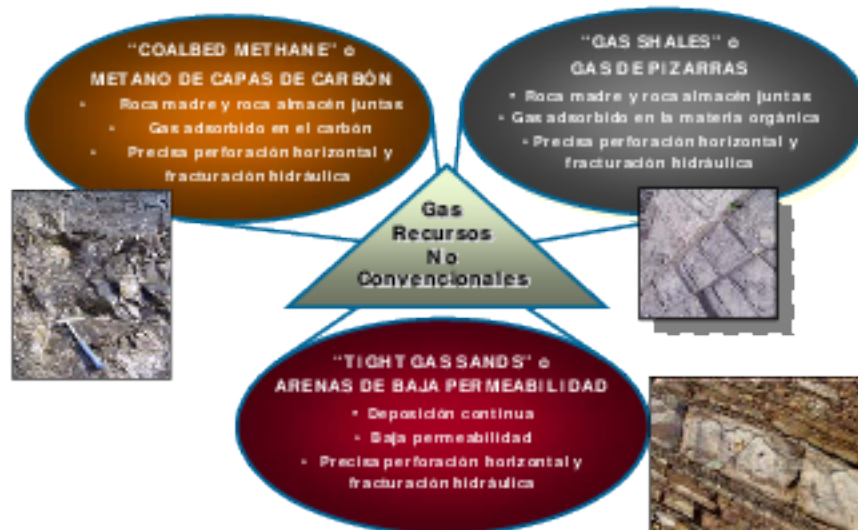 "COALBED METHANE" o
METANO DE CAPAS DE CARBÓN
• Roca madre y roca almacén juntas
• Gas adsorbido en el carbón
• Precisa perforación horizontal y
fracturación hidráulica
"GAS SHALES" o
GAS DE PIZARRAS
• Roca madre y roca almacén juntas
• Gas adsorbido en la materia orgánica
• Precisa perforación horizontal y
fracturación hidráulica
Gas
Recursos
No
Convencionales
"TIGHT GAS SANDS" o
ARENAS DE BAJA PERMEABILIDAD
• Deposición continua
• Baja permeabilidad
• Precisa perforación horizontal y
fracturación hidráulica